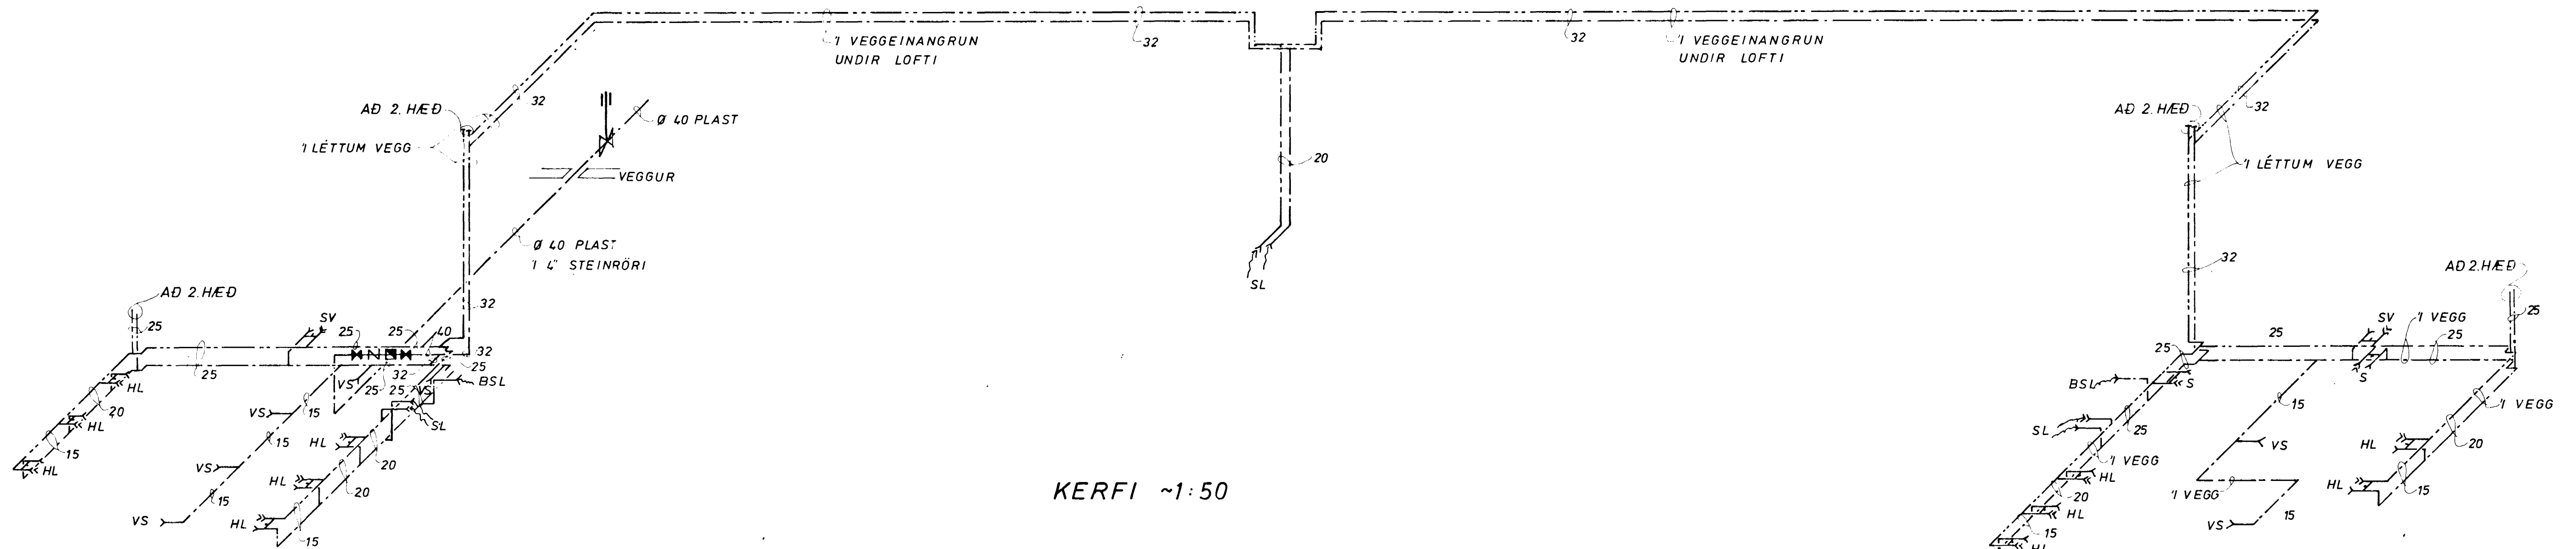 'I VEGGEINANGRUN
UNDIR LOFTI
32
32
'I VEGGEINANGRUN
UNDIR LOFTI
32
AÐ 2. HÆÐ
Ø 40 PLAST
'I LÉTTUM VEGG
VEGGUR
20
AÐ 2. HÆÐ
32
'I LÉTTUM VEGG
Ø 40 PLAST
'I 4" STEINRÖRI
SL
32
AÐ 2. HÆÐ
25
SV
25
25
40
32
32
25
25
HL
20
HL
15
HL
VS
25
32
25
VS
BSL
SL
VS
15
15
VS
15
VS
HL
20
HL
20
HL
15
KERFI ~1:50
32
AÐ 2. HÆÐ
25
SV
'I VEGG
25
25
25
S
S
BSL
SL
25
'I VEGG
HL
20
HL
15
HL
15
VS
'I VEGG
VS
15
'I VEGG
20
HL
HL
15